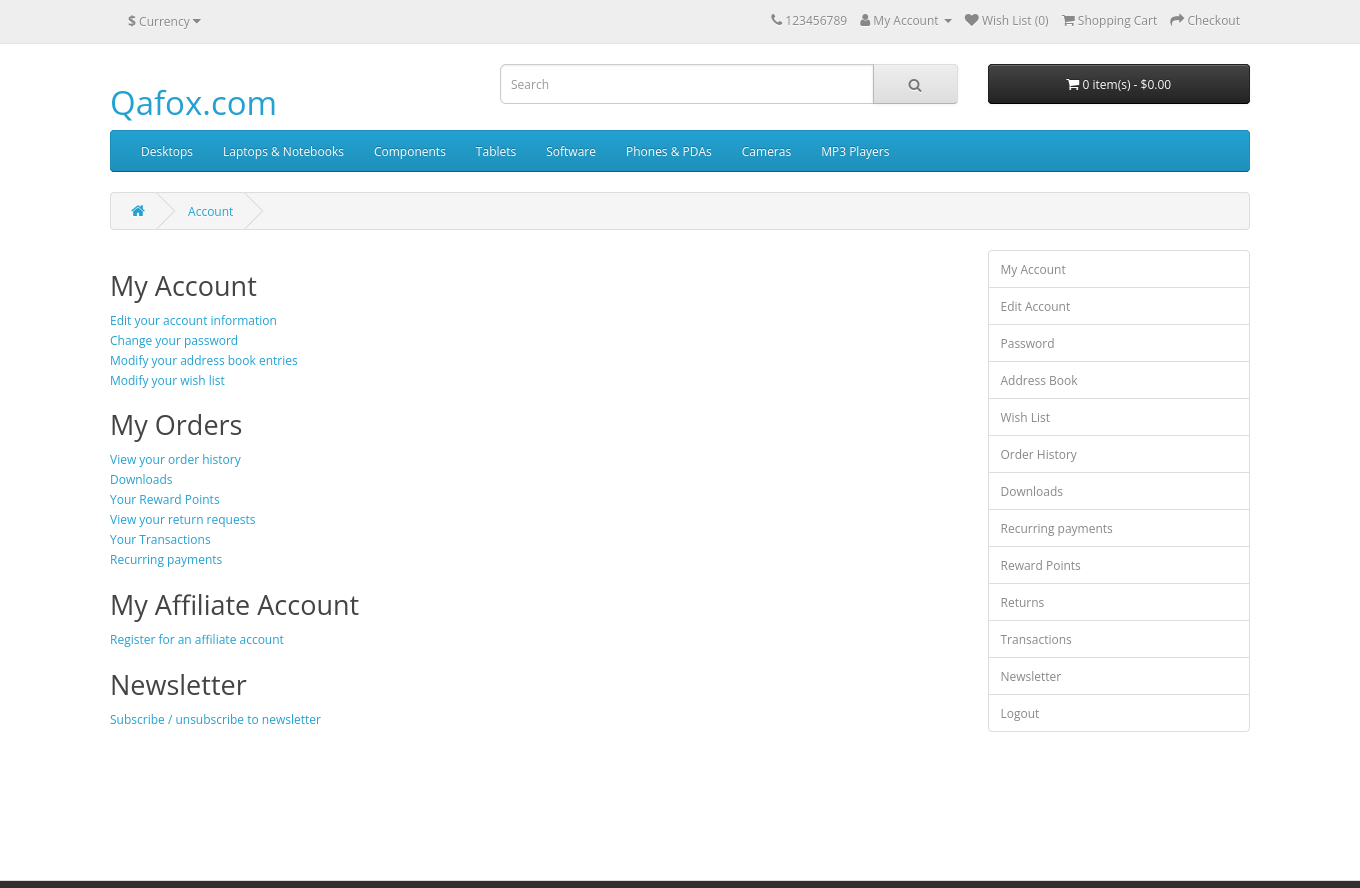 $ Currency
123456789 My Account Wish List (0) Shopping Cart Checkout
Qafox.com
Search
0 item(s) - $0.00
Desktops Laptops & Notebooks Components Tablets Software Phones & PDAs Cameras MP3 Players
Account
My Account
Edit your account information
Change your password
Modify your address book entries
Modify your wish list
My Orders
View your order history
Downloads
Your Reward Points
View your return requests
Your Transactions
Recurring payments
My Affiliate Account
Register for an affiliate account
Newsletter
Subscribe / unsubscribe to newsletter
My Account
Edit Account
Password
Address Book
Wish List
Order History
Downloads
Recurring payments
Reward Points
Returns
Transactions
Newsletter
Logout